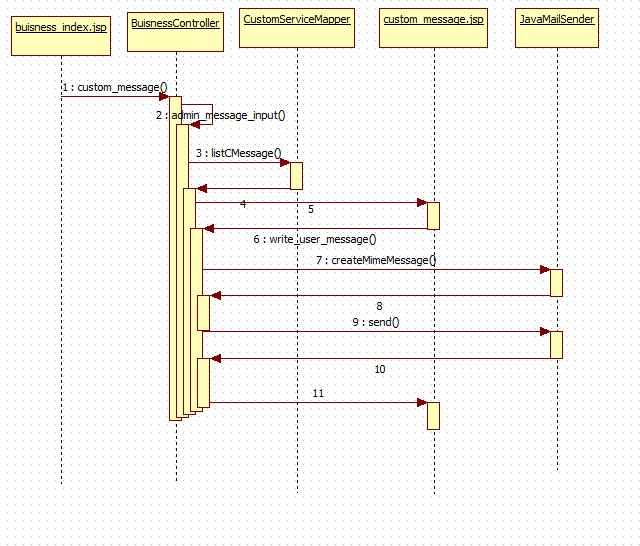 buisness_index.jsp
BuisnessController
CustomServiceMapper
custom_message.jsp
JavaMailSender
1 : custom_message()
2 : admin_message_input()
3 : listCMessage()
4
5
6 : write_user_message()
7 : createMimeMessage()
8
9 : send()
10
11